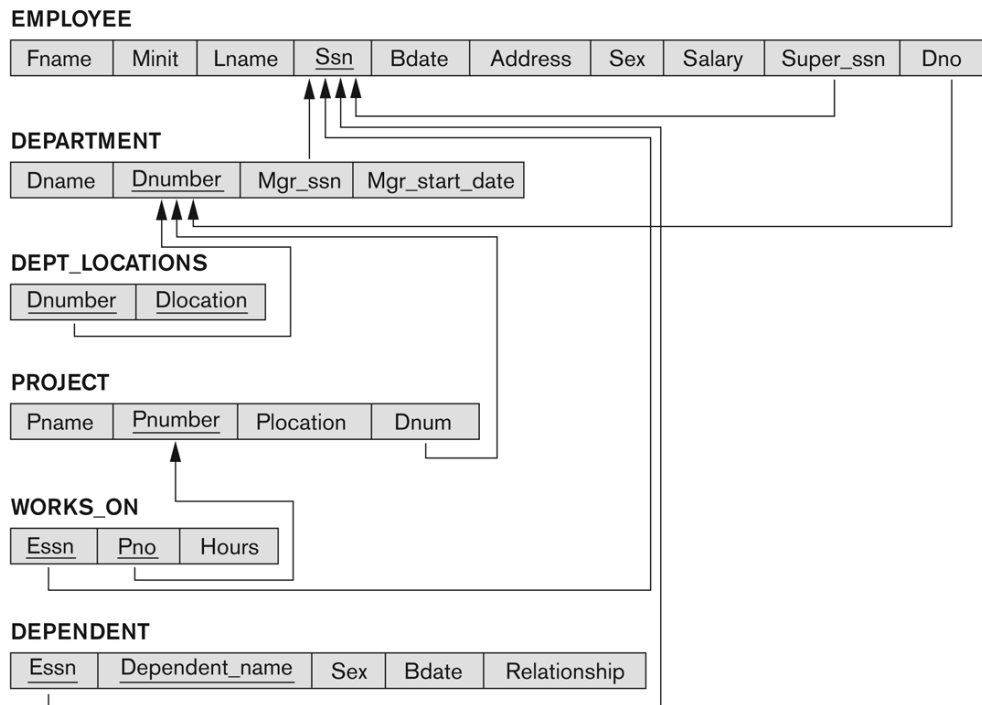 EMPLOYEE
Fname Minit Lname Ssn Bdate Address Sex Salary Super_ssn Dno
DEPARTMENT
Dname Dnumber Mgr_ssn Mgr_start_date
DEPT_LOCATIONS
Dnumber Dlocation
PROJECT
Pname Pnumber Plocation Dnum
WORKS_ON
Essn Pno Hours
DEPENDENT
Essn Dependent_name Sex Bdate Relationship